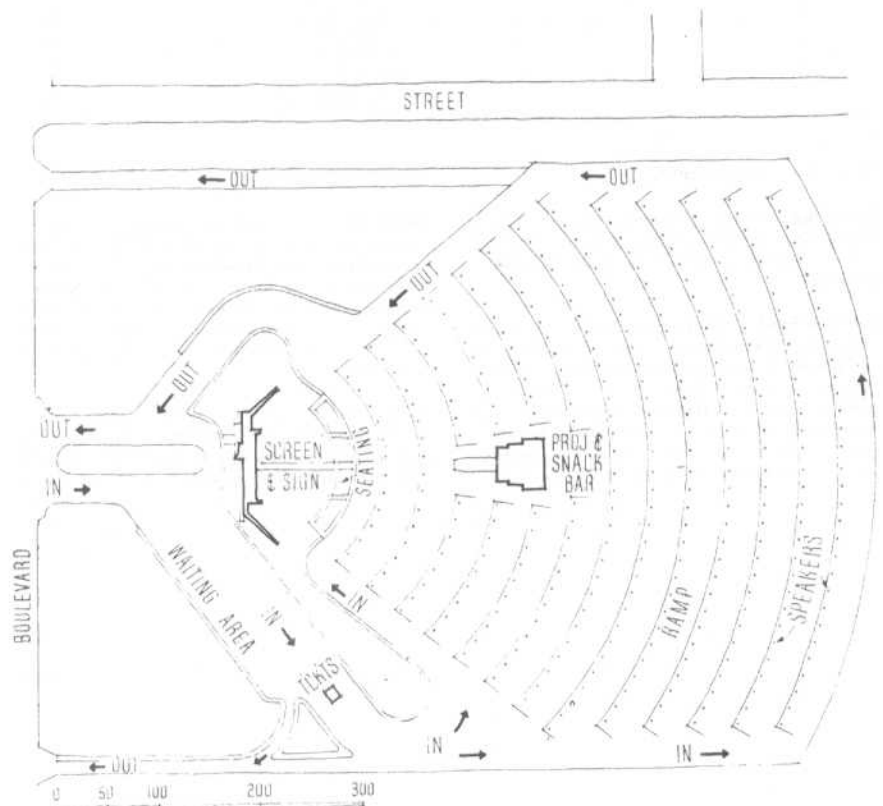 STREET
OUT
OUT
OUT
OUT
OUT
SCREEN
& SIGN
SEATING
PROJ &
SNACK
BAR
IN
BOULEVARD
WAITING AREA
IN
IN
TCKTS
RAMP
SPEAKERS
IN
IN
OUT
0 50 100 200 300